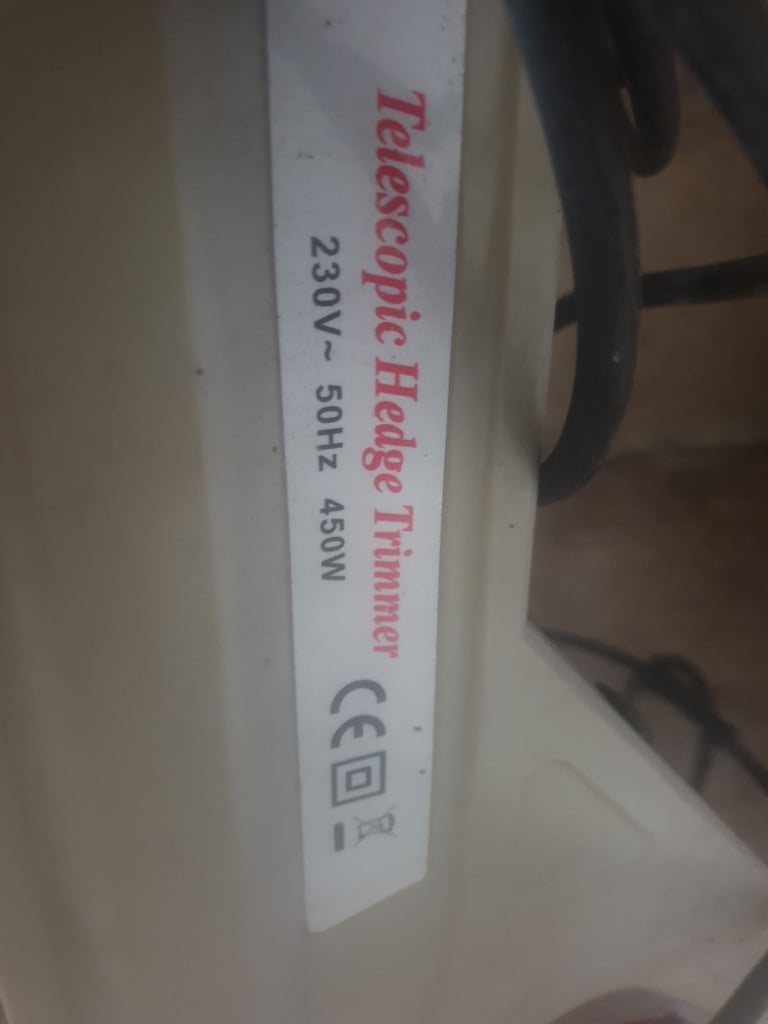 Telescopic Hedge Trimmer
230V~ 50Hz 450W
CE